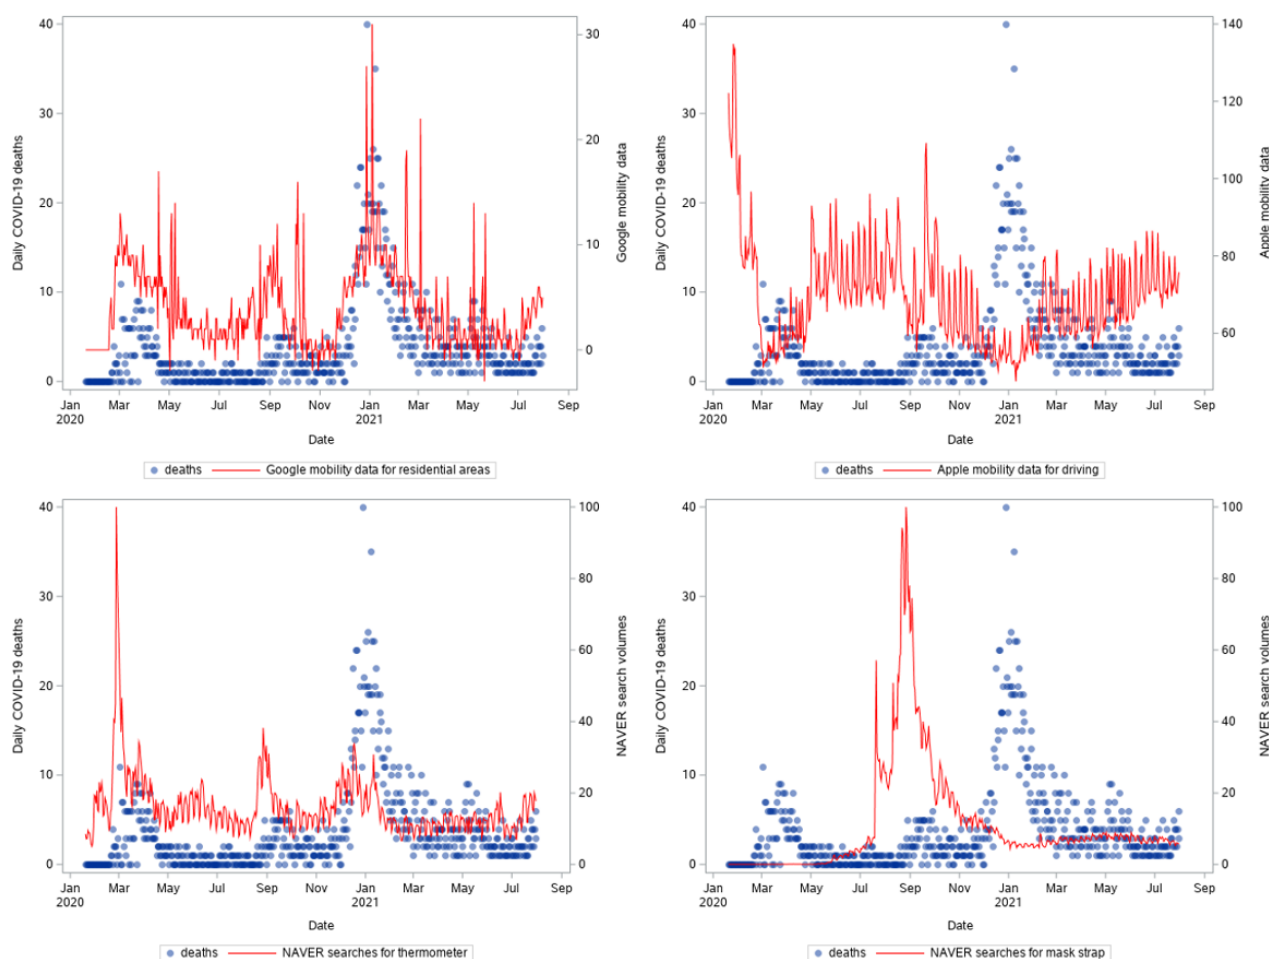 40
30
20
10
0
Daily COVID-19 deaths
30
20
10
0
Google mobility data
Jan Mar May Jul Sep Nov Jan Mar May Jul Sep
2020 2021
Date
deaths Google mobility data for residential areas
40
30
20
10
0
Daily COVID-19 deaths
140
120
100
80
60
Apple mobility data
Jan Mar May Jul Sep Nov Jan Mar May Jul Sep
2020 2021
Date
deaths Apple mobility data for driving
40
30
20
10
0
Daily COVID-19 deaths
100
80
60
40
20
0
NAVER search volumes
Jan Mar May Jul Sep Nov Jan Mar May Jul Sep
2020 2021
Date
deaths NAVER searches for thermometer
40
30
20
10
0
Daily COVID-19 deaths
100
80
60
40
20
0
NAVER search volumes
Jan Mar May Jul Sep Nov Jan Mar May Jul Sep
2020 2021
Date
deaths NAVER searches for mask strap